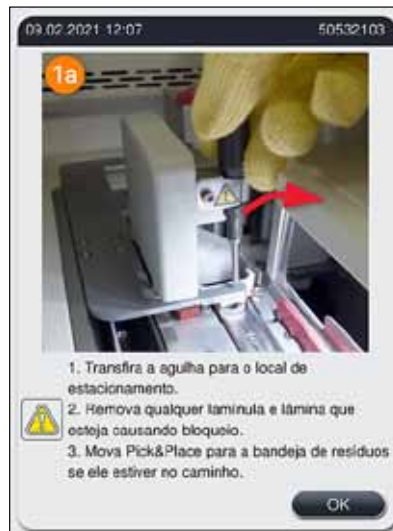 09.02.2021 12:07 50532103
1a
1. Transfira a agulha para o local de
estacionamento.
2. Remova qualquer lamínula e lâmina que
esteja causando bloqueio.
3. Mova Pick&Place para a bandeja de resíduos
se ele estiver no caminho.
OK